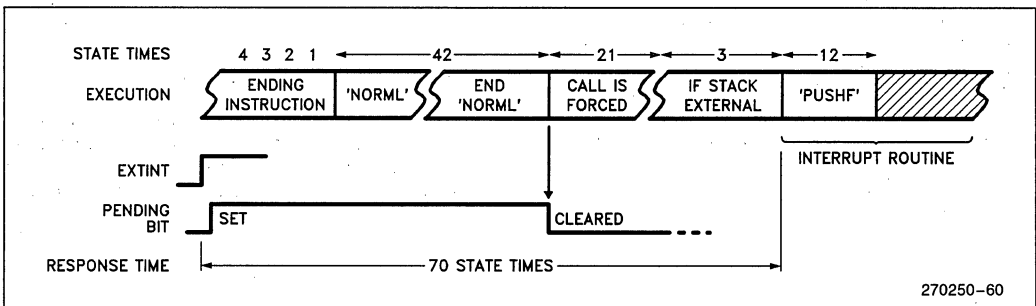 STATE TIMES 4 3 2 1 42 21 3 12
EXECUTION
ENDING INSTRUCTION
'NORML'
END 'NORML'
CALL IS FORCED
IF STACK EXTERNAL
'PUSHF'
INTERRUPT ROUTINE
EXTINT
PENDING BIT
SET
CLEARED
RESPONSE TIME
70 STATE TIMES
270250-60